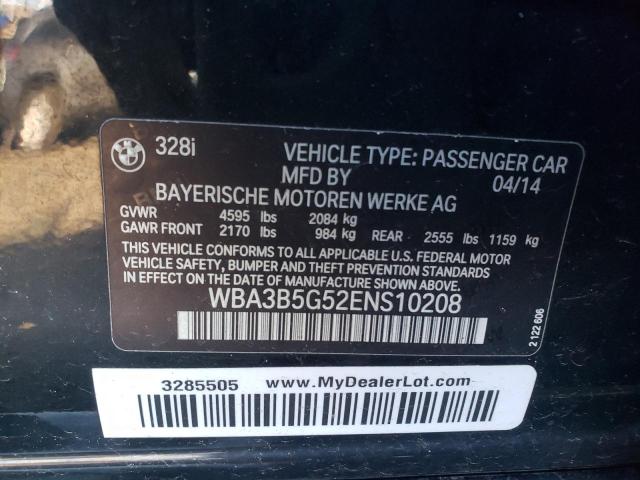 328i VEHICLE TYPE: PASSENGER CAR
MFD BY 04/14
BAYERISCHE MOTOREN WERKE AG
GVWR 4595 lbs 2084 kg
GAWR FRONT 2170 lbs 984 kg REAR 2555 lbs 1159 kg
THIS VEHICLE CONFORMS TO ALL APPLICABLE U.S. FEDERAL MOTOR
VEHICLE SAFETY, BUMPER AND THEFT PREVENTION STANDARDS
IN EFFECT ON THE DATE OF MANUFACTURE SHOWN ABOVE.
WBA3B5G52ENS10208
2 122 606
3285505 www.MyDealerLot.com